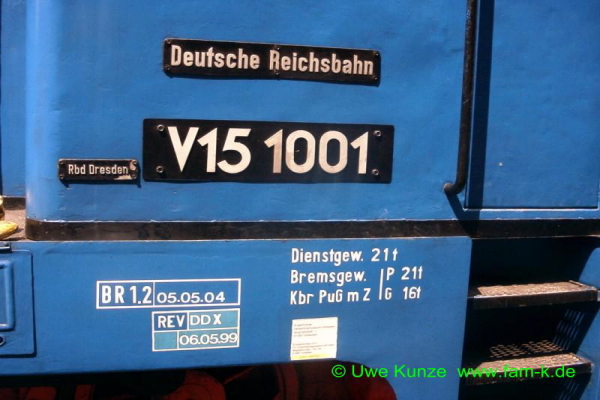 Deutsche Reichsbahn
V15 1001
Rbd Dresden
Dienstgew. 21t
Bremsgew. P 21t
Kbr PuG m Z G 16t
BR 1.2 05.05.04
REV DDX
06.05.99
© Uwe Kunze www.fam-k.de